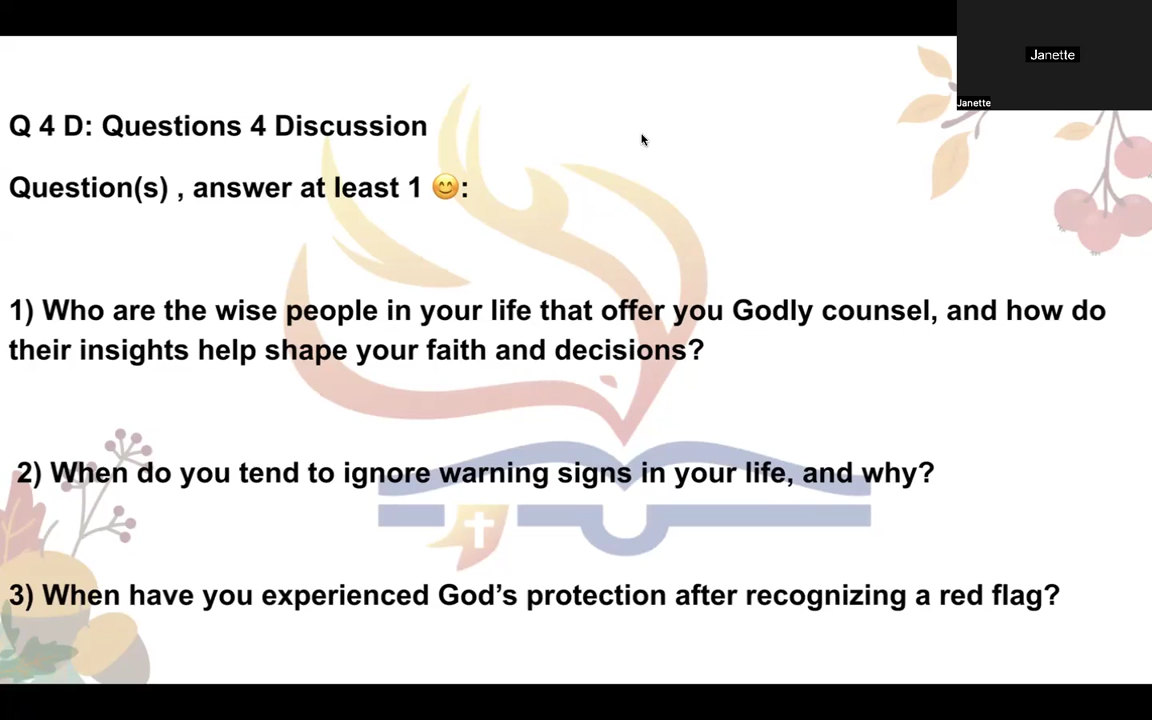 Janette
Janette
Q 4 D: Questions 4 Discussion
Question(s) , answer at least 1 😊:
1) Who are the wise people in your life that offer you Godly counsel, and how do
their insights help shape your faith and decisions?
2) When do you tend to ignore warning signs in your life, and why?
3) When have you experienced God’s protection after recognizing a red flag?